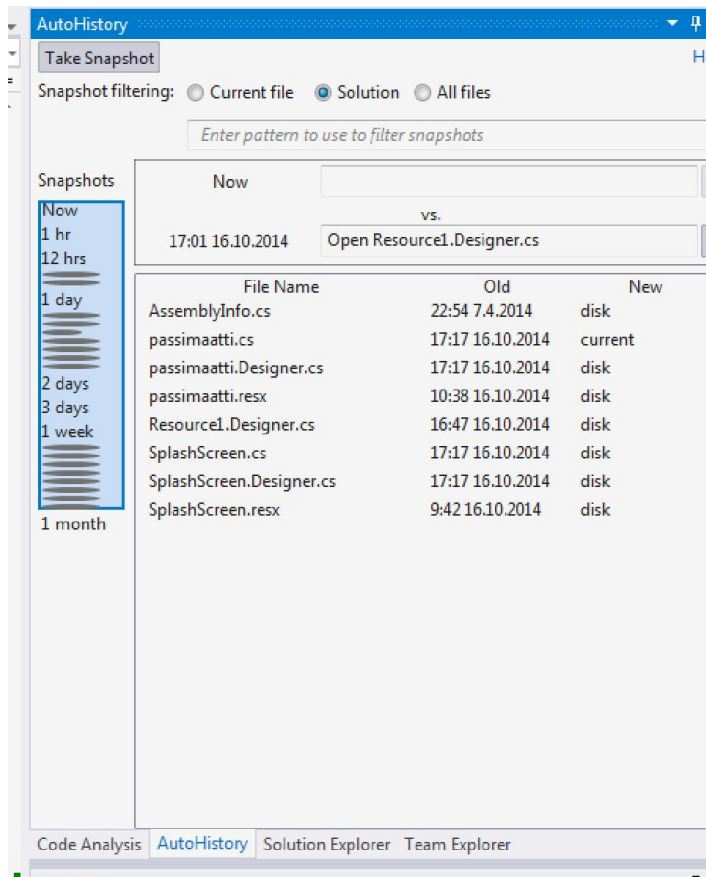 AutoHistory
Take Snapshot
H
Snapshot filtering: Current file Solution All files
Enter pattern to use to filter snapshots
Snapshots
Now
1 hr
12 hrs
1 day
2 days
3 days
1 week
1 month
Now
vs.
17:01 16.10.2014 Open Resource1.Designer.cs
File Name Old New
AssemblyInfo.cs 22:54 7.4.2014 disk
passimaatti.cs 17:17 16.10.2014 current
passimaatti.Designer.cs 17:17 16.10.2014 disk
passimaatti.resx 10:38 16.10.2014 disk
Resource1.Designer.cs 16:47 16.10.2014 disk
SplashScreen.cs 17:17 16.10.2014 disk
SplashScreen.Designer.cs 17:17 16.10.2014 disk
SplashScreen.resx 9:42 16.10.2014 disk
Code Analysis AutoHistory Solution Explorer Team Explorer